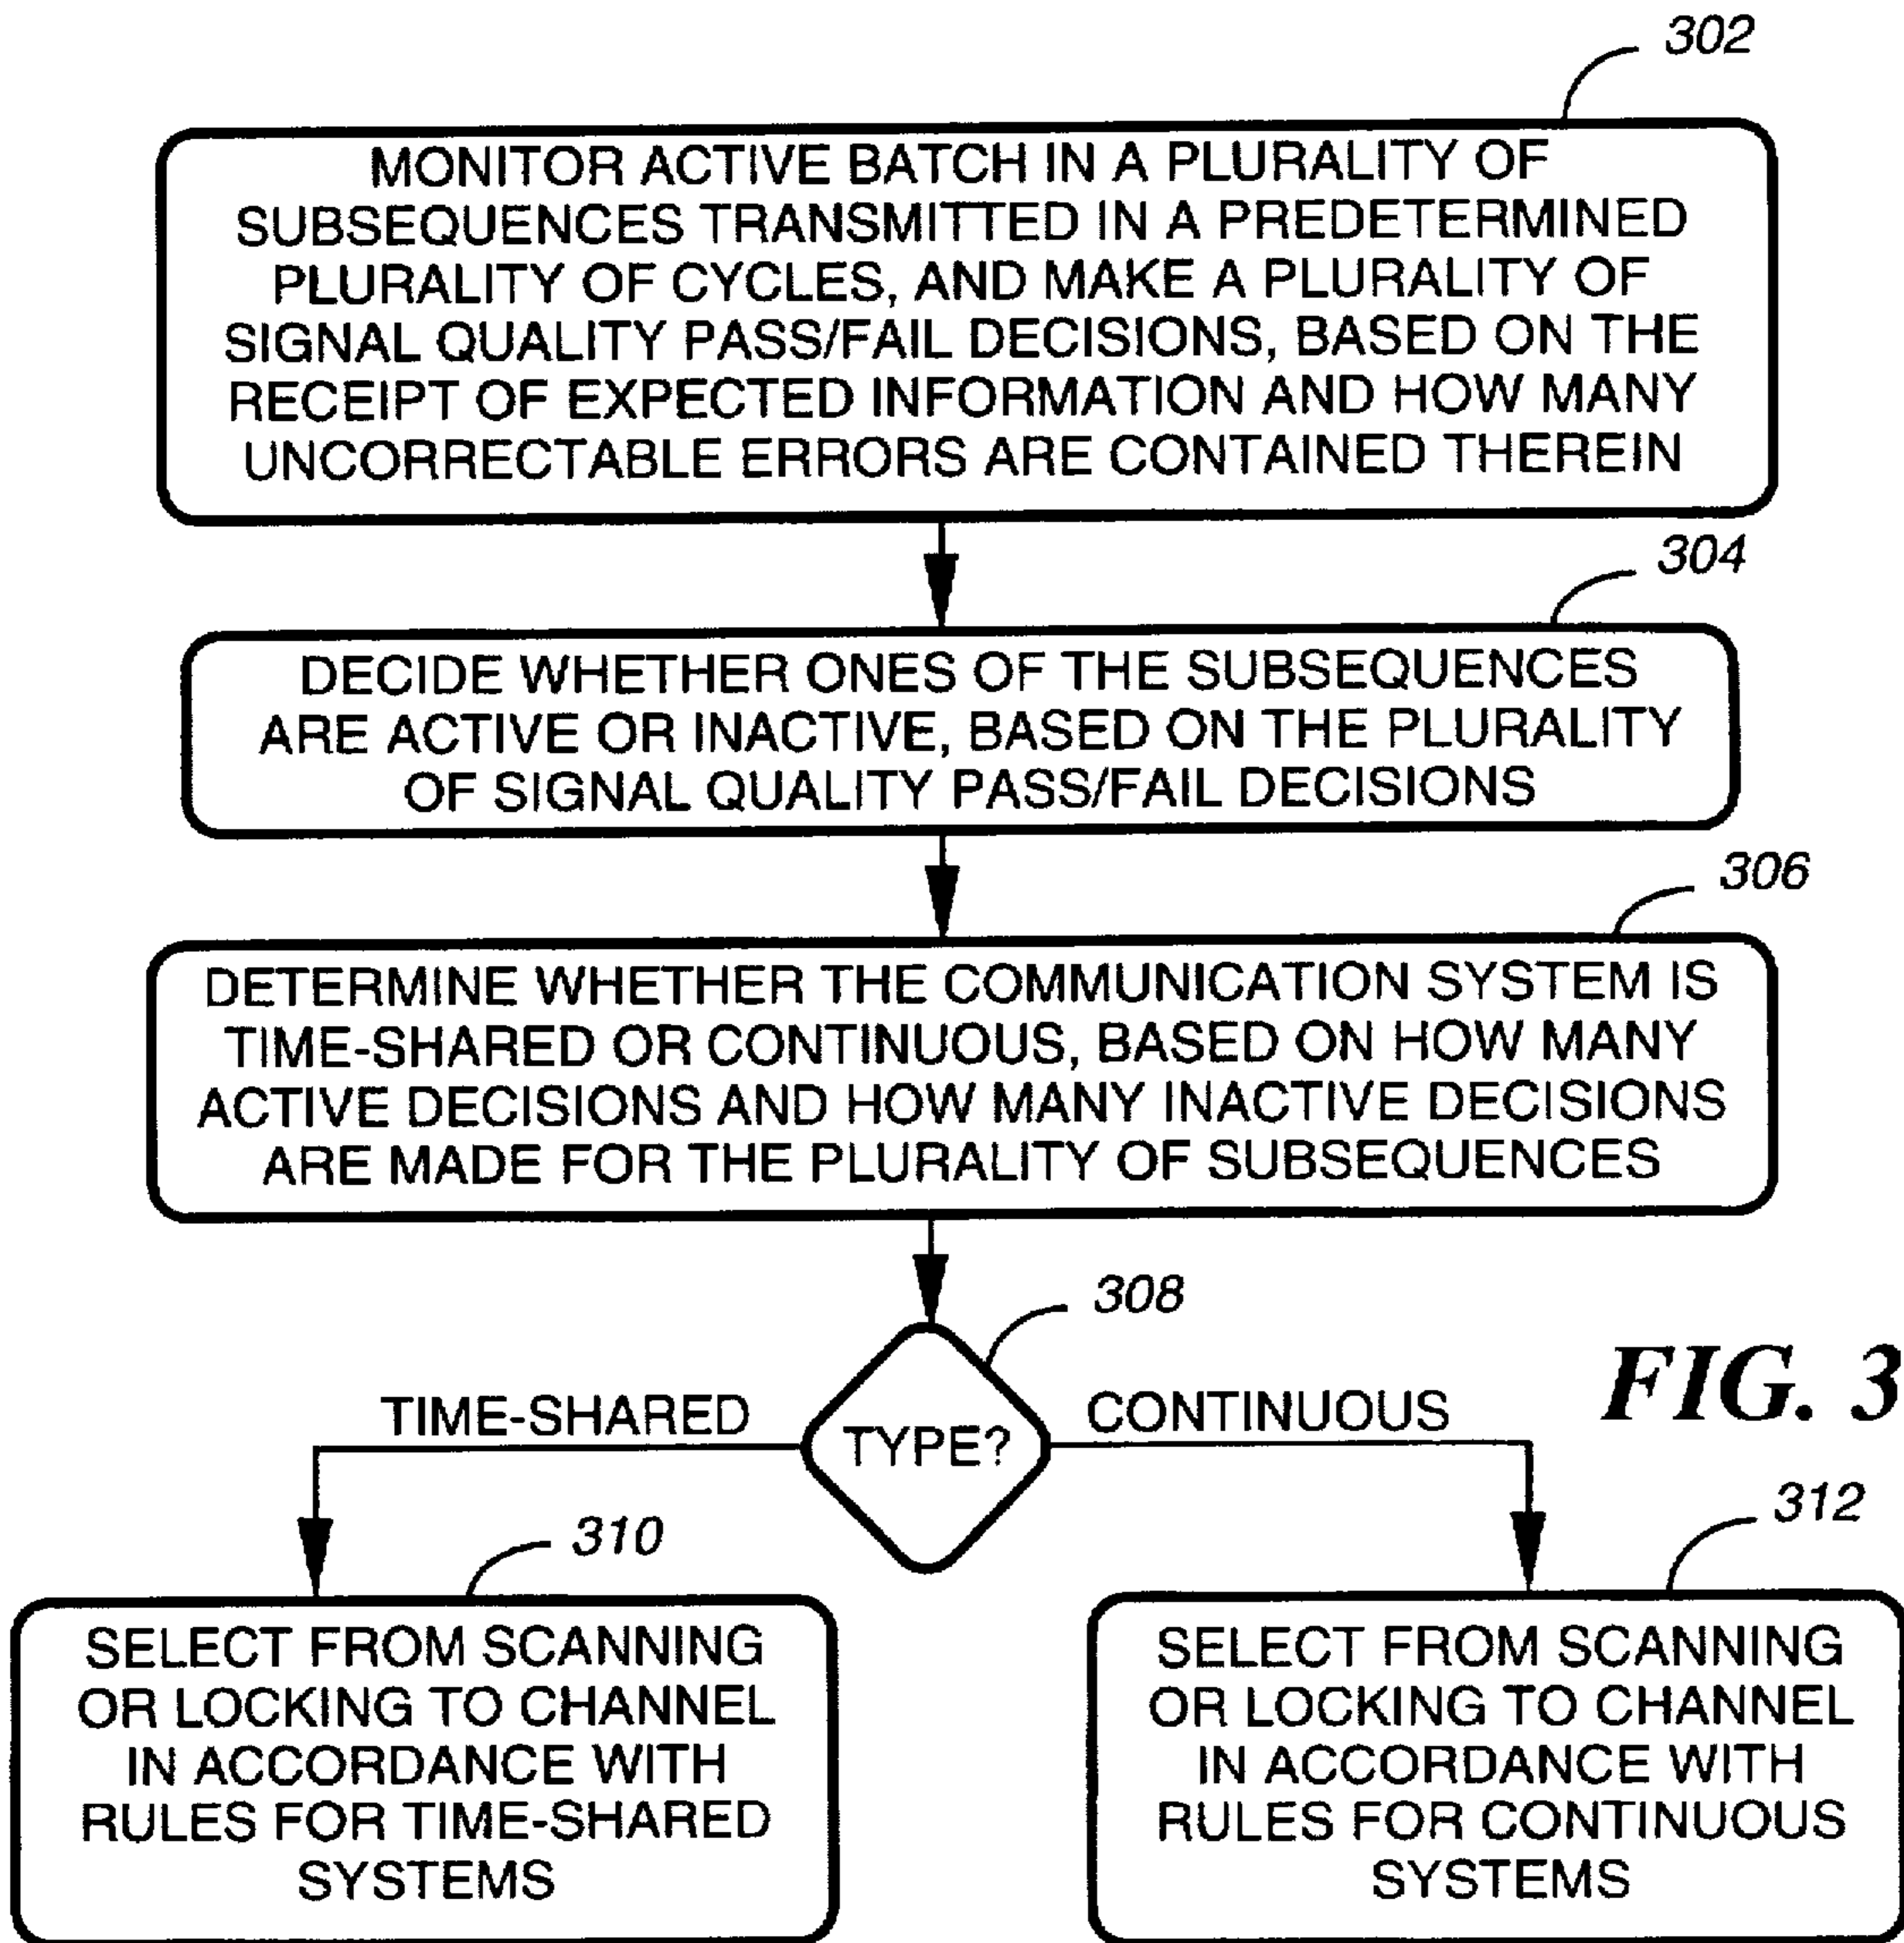 302
MONITOR ACTIVE BATCH IN A PLURALITY OF
SUBSEQUENCES TRANSMITTED IN A PREDETERMINED
PLURALITY OF CYCLES, AND MAKE A PLURALITY OF
SIGNAL QUALITY PASS/FAIL DECISIONS, BASED ON THE
RECEIPT OF EXPECTED INFORMATION AND HOW MANY
UNCORRECTABLE ERRORS ARE CONTAINED THEREIN
304
DECIDE WHETHER ONES OF THE SUBSEQUENCES
ARE ACTIVE OR INACTIVE, BASED ON THE PLURALITY
OF SIGNAL QUALITY PASS/FAIL DECISIONS
306
DETERMINE WHETHER THE COMMUNICATION SYSTEM IS
TIME-SHARED OR CONTINUOUS, BASED ON HOW MANY
ACTIVE DECISIONS AND HOW MANY INACTIVE DECISIONS
ARE MADE FOR THE PLURALITY OF SUBSEQUENCES
308
TYPE?
TIME-SHARED
CONTINUOUS
FIG. 3
310
SELECT FROM SCANNING
OR LOCKING TO CHANNEL
IN ACCORDANCE WITH
RULES FOR TIME-SHARED
SYSTEMS
312
SELECT FROM SCANNING
OR LOCKING TO CHANNEL
IN ACCORDANCE WITH
RULES FOR CONTINUOUS
SYSTEMS